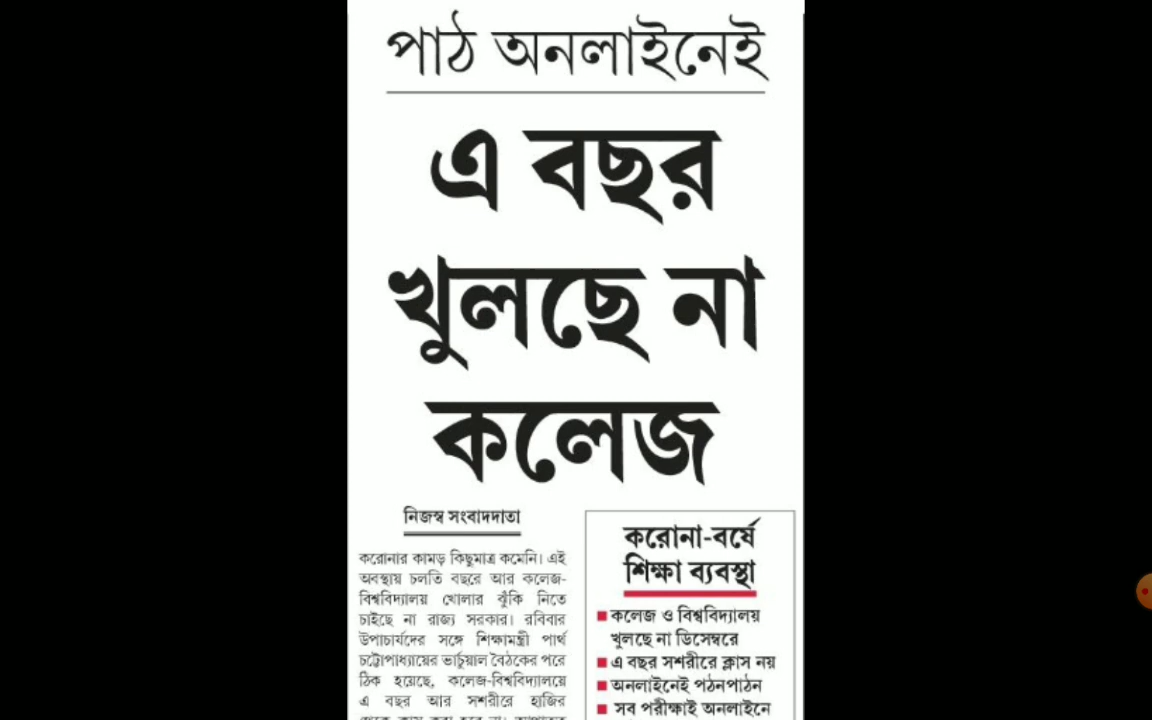 পাঠ অনলাইনেই
এ বছর
খুলছে না
কলেজ
নিজস্ব সংবাদদাতা
করোনার কামড় কিছুমাত্র কমেনি। এই
অবস্থায় চলতি বছরে আর কলেজ-
বিশ্ববিদ্যালয় খোলার ঝুঁকি নিতে
চাইছে না রাজ্য সরকার। রবিবার
উপাচার্যদের সঙ্গে শিক্ষামন্ত্রী পার্থ
চট্টোপাধ্যায়ের ভার্চুয়াল বৈঠকের পরে
ঠিক হয়েছে, কলেজ-বিশ্ববিদ্যালয়ে
এ বছর আর সশরীরে হাজির
করোনা-বর্ষে
শিক্ষা ব্যবস্থা
কলেজ ও বিশ্ববিদ্যালয়
খুলছে না ডিসেম্বরে
এ বছর সশরীরে ক্লাস নয়
অনলাইনেই পঠনপাঠন
সব পরীক্ষাই অনলাইনে